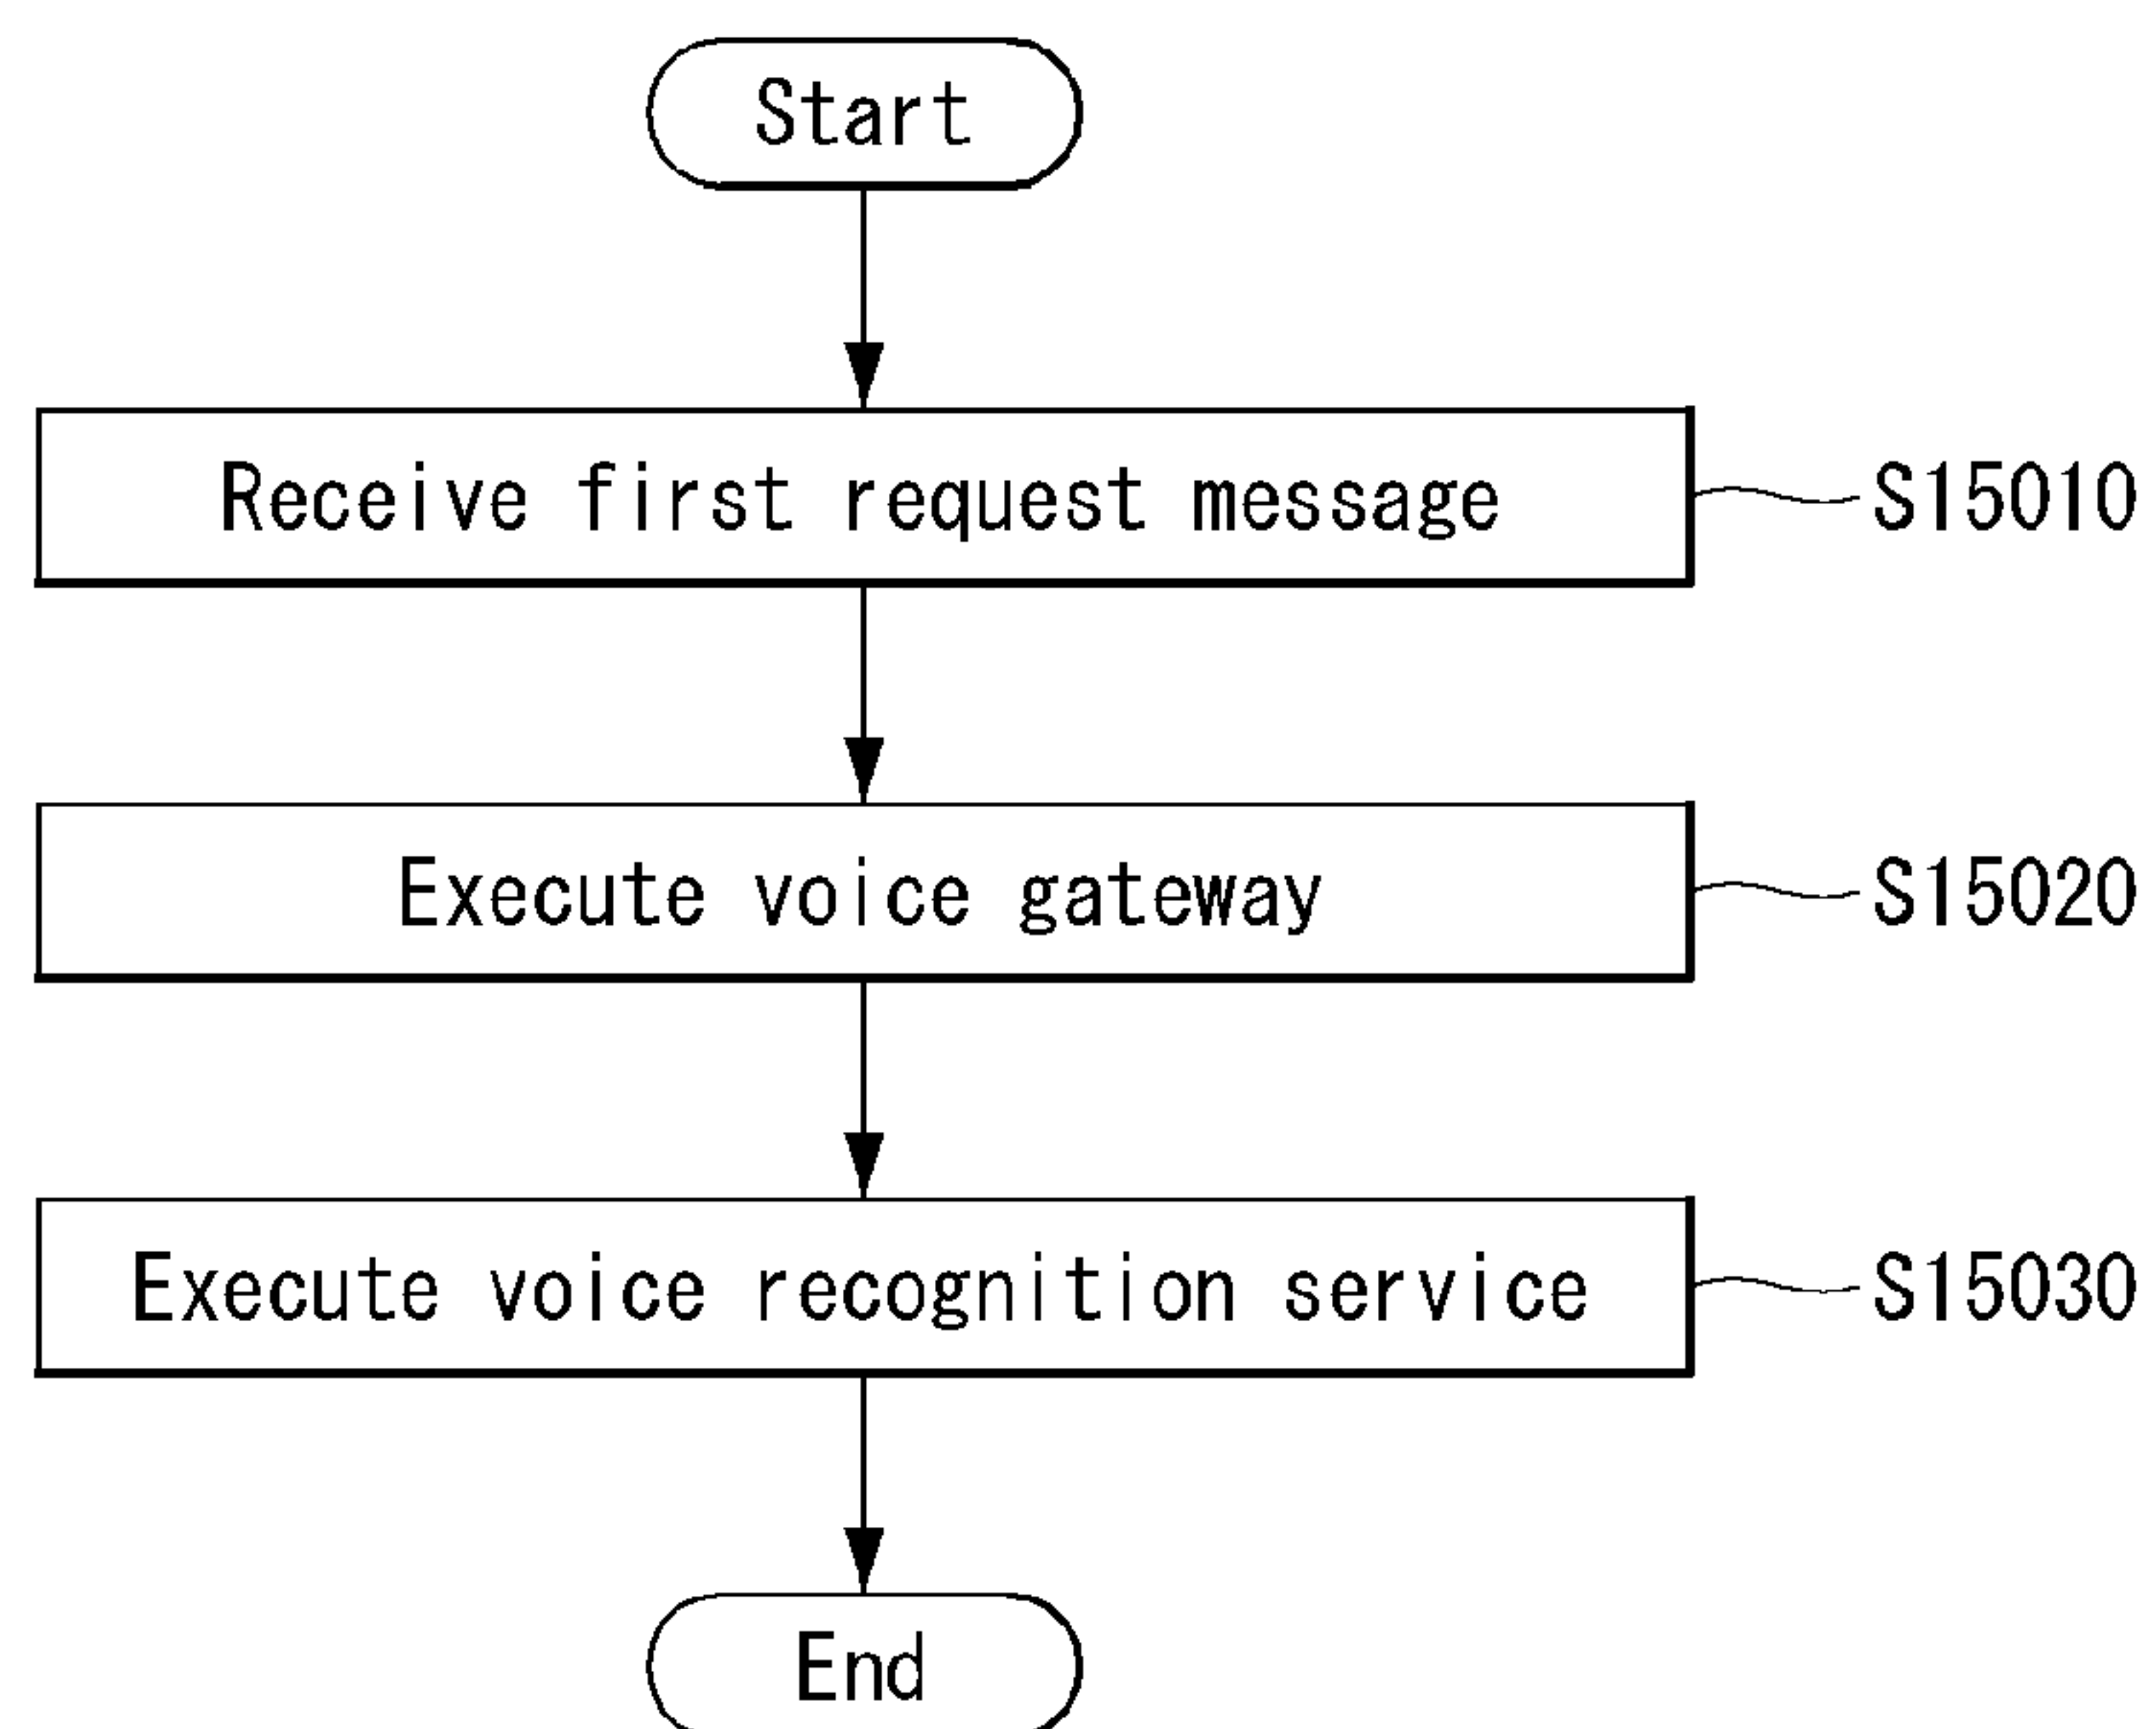 Start
Receive first request message S15010
Execute voice gateway S15020
Execute voice recognition service S15030
End